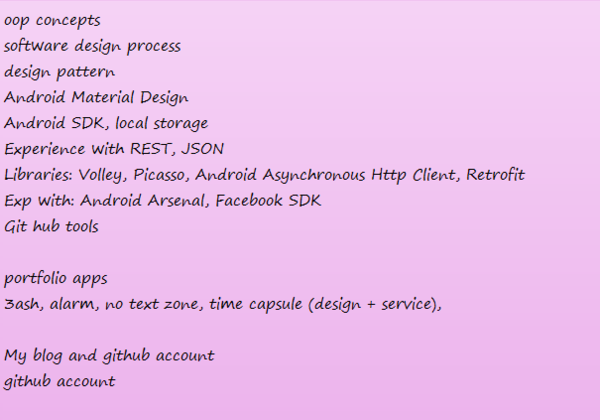 oop concepts
software design process
design pattern
Android Material Design
Android SDK, local storage
Experience with REST, JSON
Libraries: Volley, Picasso, Android Asynchronous Http Client, Retrofit
Exp with: Android Arsenal, Facebook SDK
Git hub tools
portfolio apps
3ash, alarm, no text zone, time capsule (design + service),
My blog and github account
github account